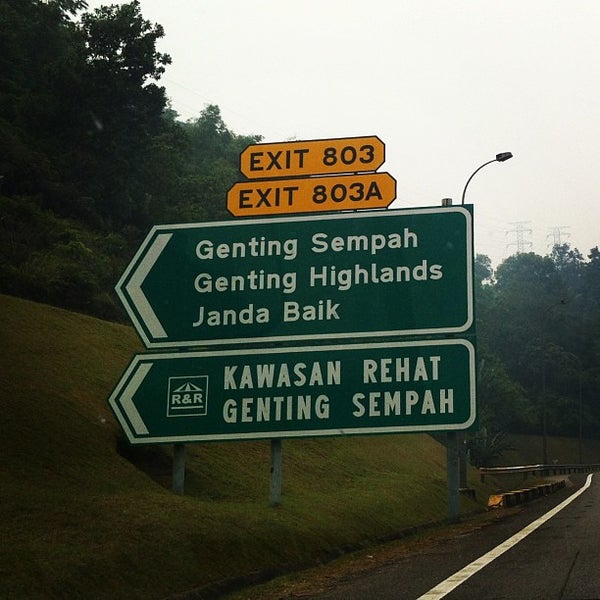 EXIT 803
EXIT 803A
Genting Sempah
Genting Highlands
Janda Baik
R&R
KAWASAN REHAT
GENTING SEMPAH